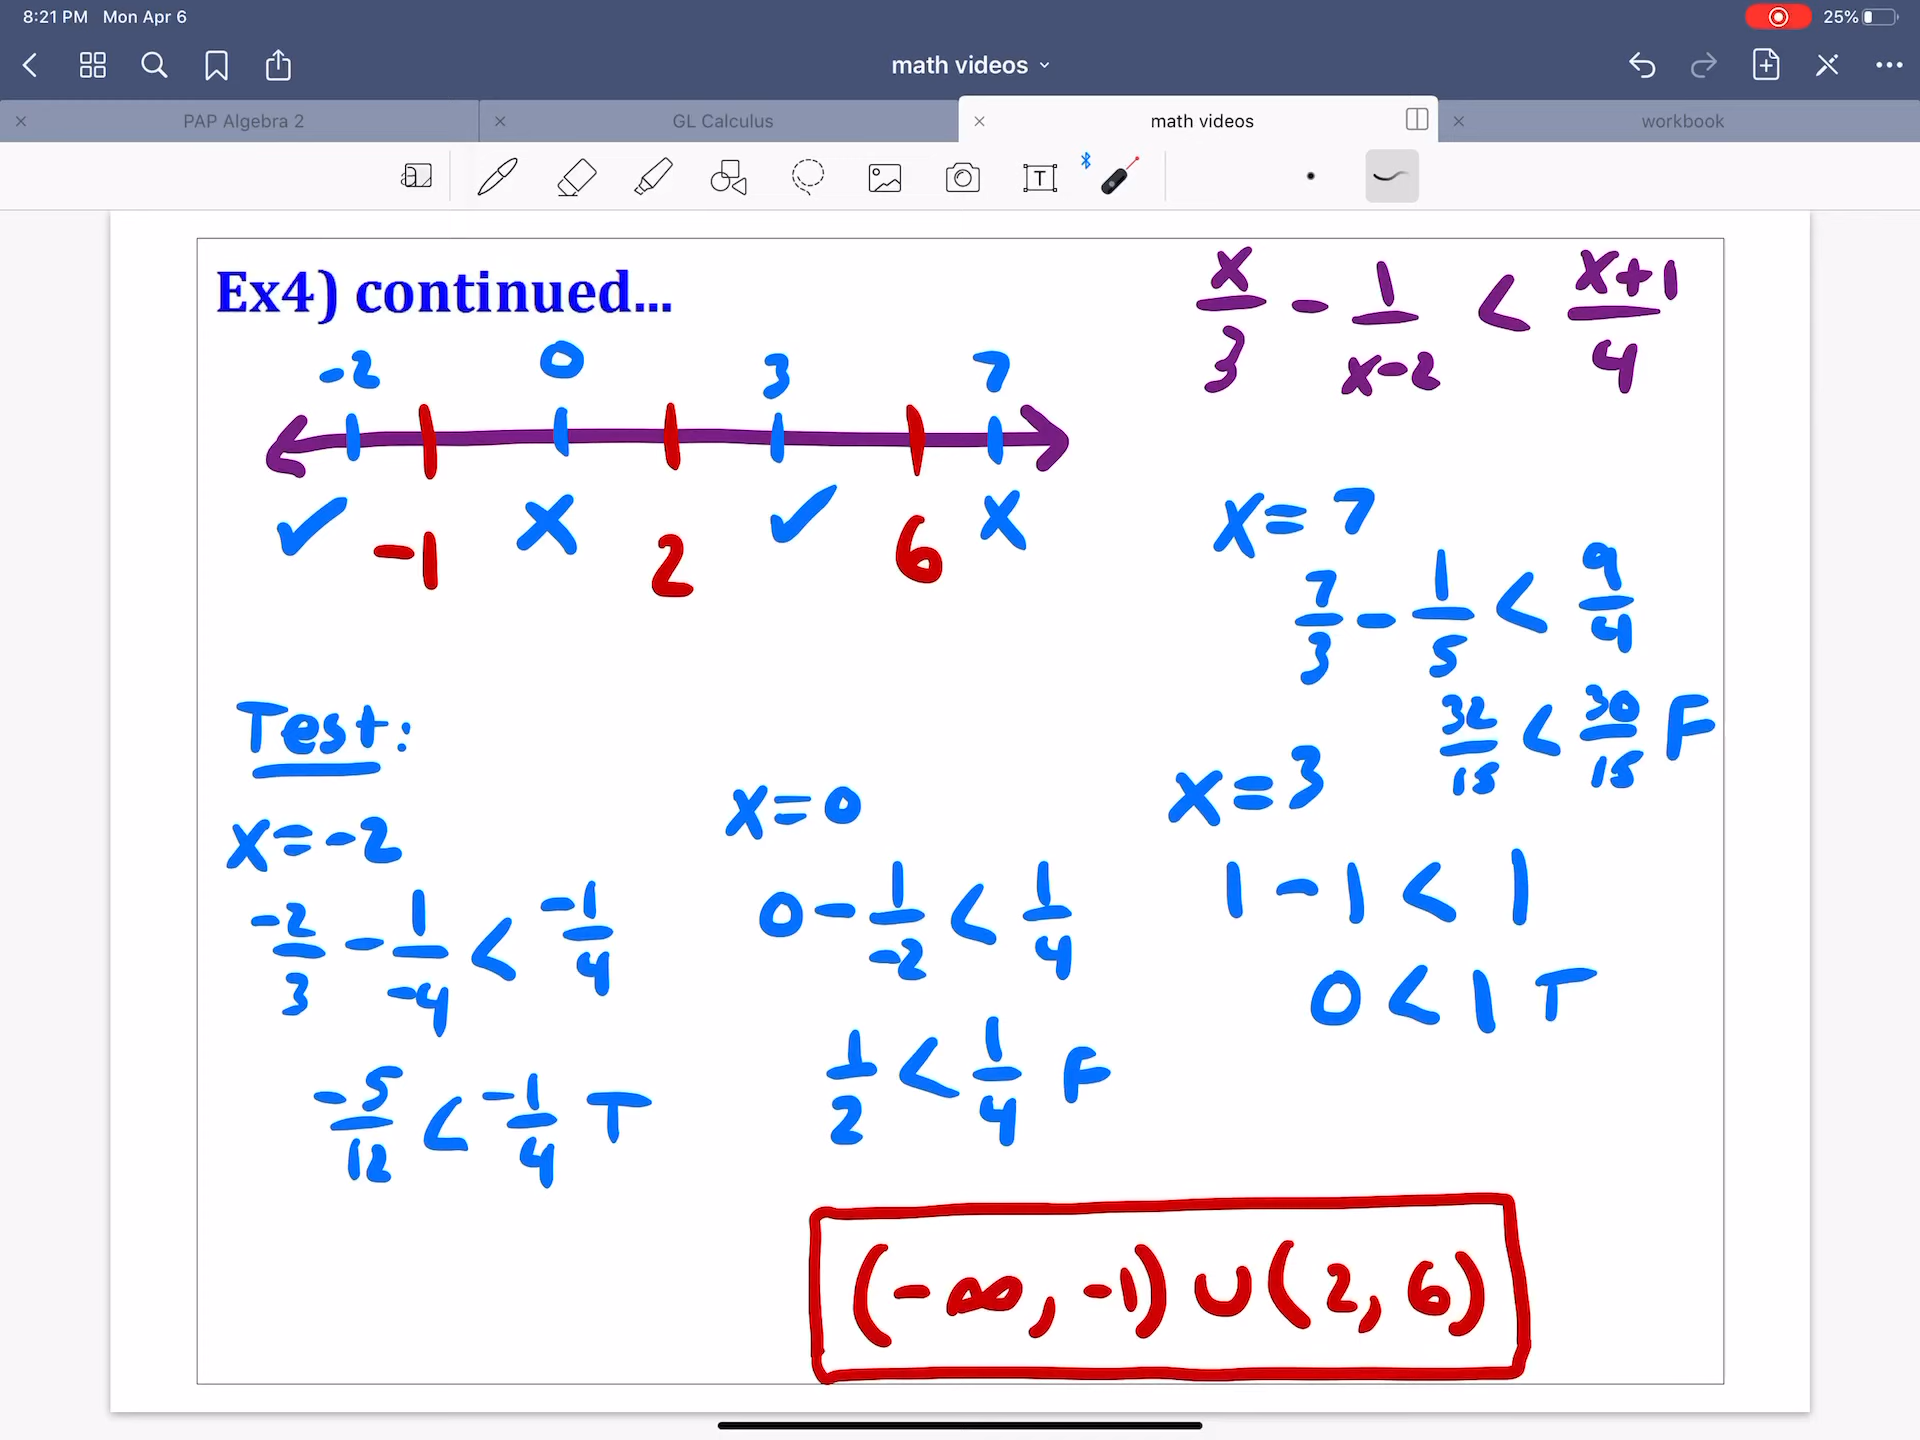 8:21 PM Mon Apr 6
25%
math videos
PAP Algebra 2
GL Calculus
math videos
workbook
T
Ex4) continued...
x/3 - 1/(x-2) < (x+1)/4
-2 0 3 7
✓ x ✓ x
-1 2 6
x=7
7/3 - 1/5 < 9/4
32/15 < 30/15 F
Test:
x=-2
-2/3 - 1/-4 < -1/4
-5/12 < -1/4 T
x=0
0 - 1/-2 < 1/4
1/2 < 1/4 F
x=3
1 - 1 < 1
0 < 1 T
(-∞, -1) ∪ (2, 6)